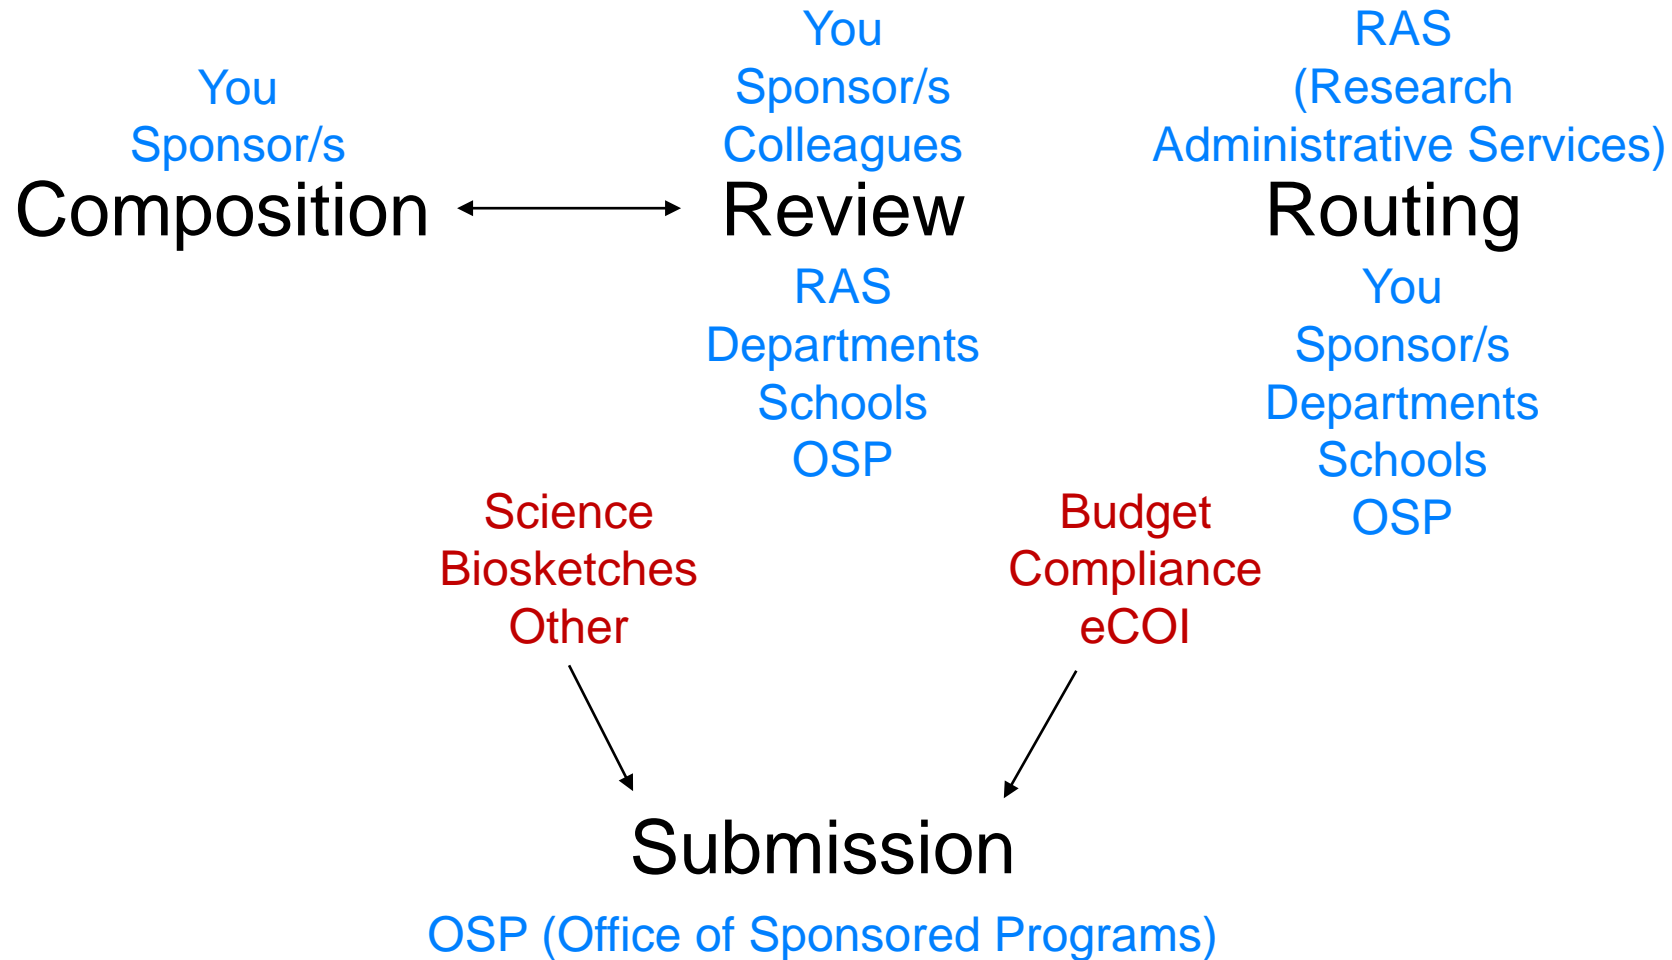 You
Sponsor/s
Composition
You
Sponsor/s
Colleagues
Review
RAS
Departments
Schools
OSP
RAS
(Research
Administrative Services)
Routing
You
Sponsor/s
Departments
Schools
OSP
Science
Biosketches
Other
Budget
Compliance
eCOI
Submission
OSP (Office of Sponsored Programs)